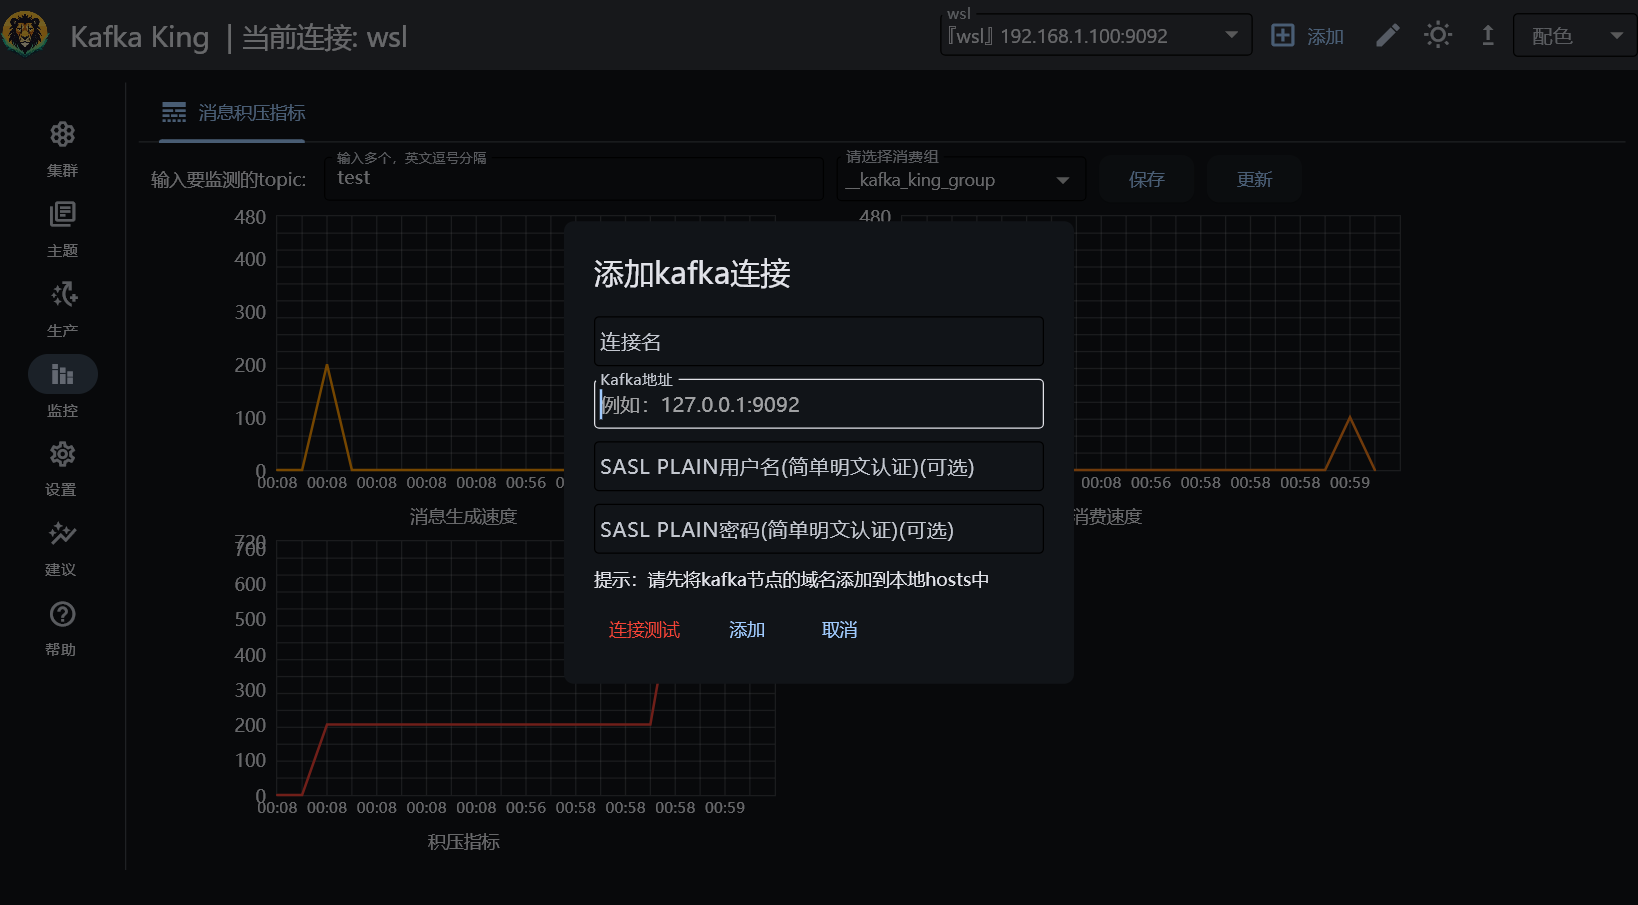 Kafka King | 当前连接: wsl
wsl
『wsl』 192.168.1.100:9092
添加
配色
集群
主题
生产
监控
设置
建议
帮助
消息积压指标
输入要监测的topic:
输入多个，英文逗号分隔
test
请选择消费组
__kafka_king_group
保存
更新
480
400
300
200
100
0
00:08 00:08 00:08 00:08 00:08 00:56 0
消息生成速度
480
00:08 00:56 00:58 00:58 00:58 00:59
消费速度
720
700
600
500
400
300
200
100
0
00:08 00:08 00:08 00:08 00:08 00:56 00:58 00:58 00:58 00:59
积压指标
添加kafka连接
连接名
Kafka地址
例如：127.0.0.1:9092
SASL PLAIN用户名(简单明文认证)(可选)
SASL PLAIN密码(简单明文认证)(可选)
提示：请先将kafka节点的域名添加到本地hosts中
连接测试
添加
取消